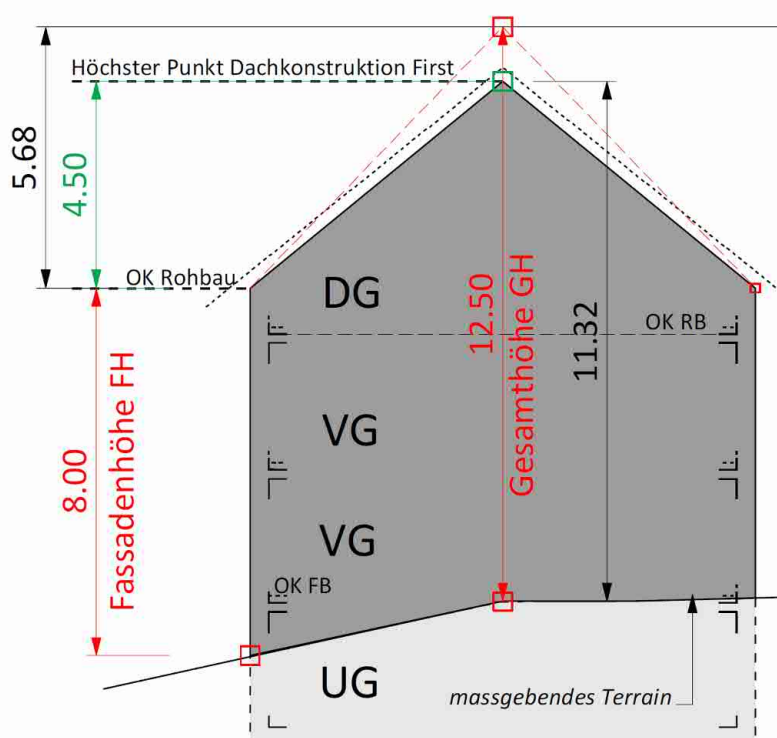 Höchster Punkt Dachkonstruktion First
5.68
4.50
OK Rohbau
DG
12.50
Gesamthöhe GH
11.32
OK RB
8.00
Fassadenhöhe FH
VG
VG
OK FB
UG
massgebendes Terrain